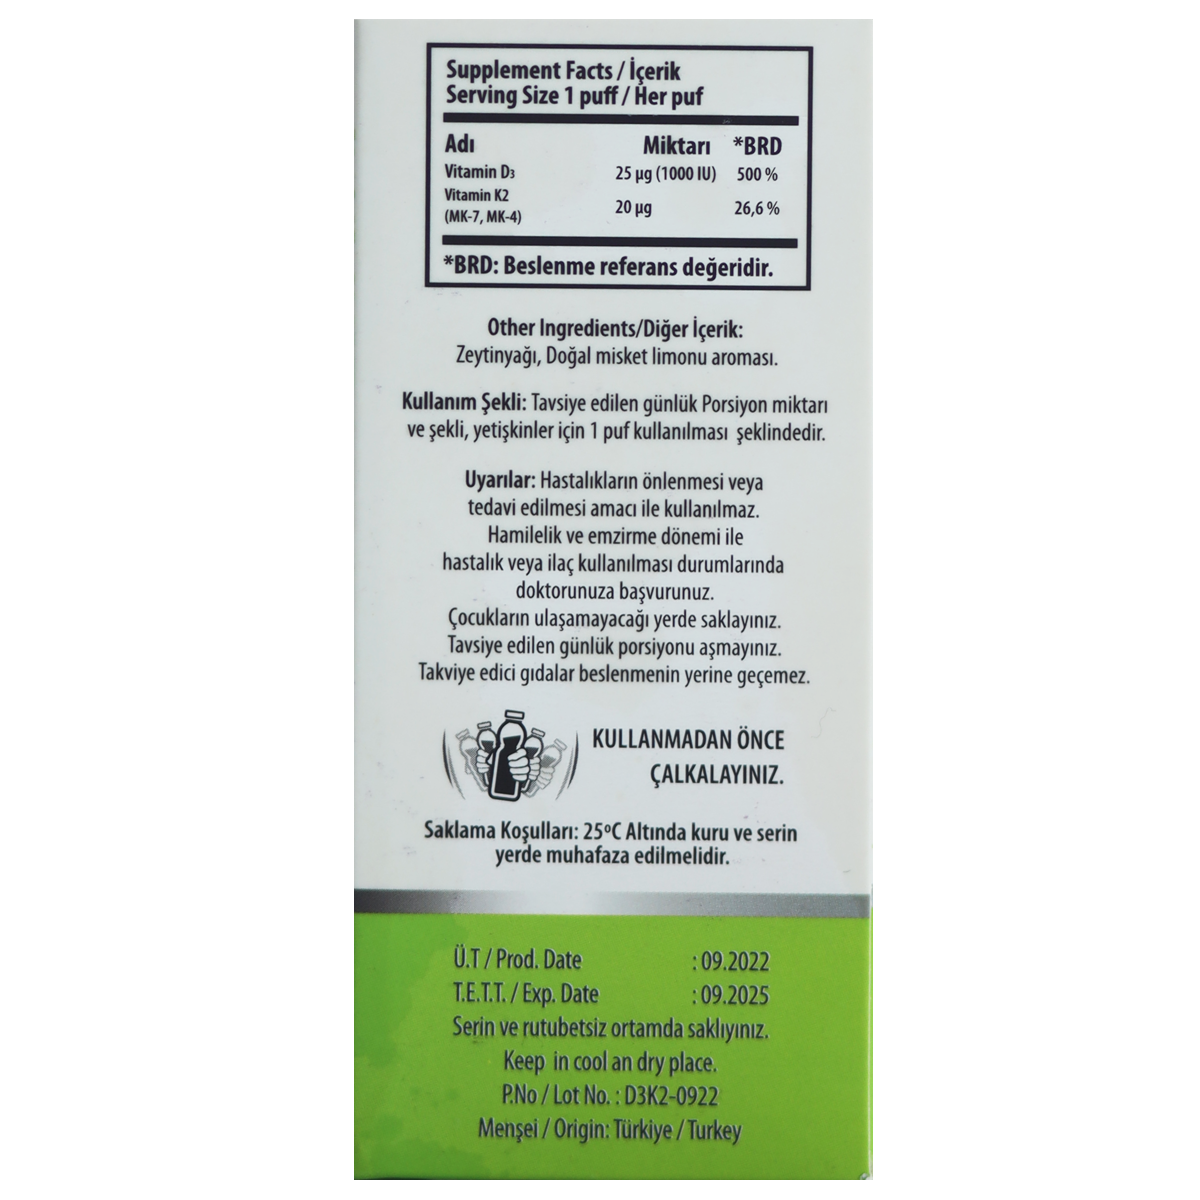 Supplement Facts / İçerik
Serving Size 1 puff / Her puf
Adı Miktarı *BRD
Vitamin D3 25 µg (1000 IU) 500 %
Vitamin K2
(MK-7, MK-4) 20 µg 26,6 %
*BRD: Beslenme referans değeridir.
Other Ingredients/Diğer İçerik:
Zeytinyağı, Doğal misket limonu aroması.
Kullanım Şekli: Tavsiye edilen günlük Porsiyon miktarı
ve şekli, yetişkinler için 1 puf kullanılması şeklindedir.
Uyarılar: Hastalıkların önlenmesi veya
tedavi edilmesi amacı ile kullanılmaz.
Hamilelik ve emzirme dönemi ile
hastalık veya ilaç kullanılması durumlarında
doktorunuza başvurunuz.
Çocukların ulaşamayacağı yerde saklayınız.
Tavsiye edilen günlük porsiyonu aşmayınız.
Takviye edici gıdalar beslenmenin yerine geçemez.
KULLANMADAN ÖNCE
ÇALKALAYINIZ.
Saklama Koşulları: 25ºC Altında kuru ve serin
yerde muhafaza edilmelidir.
Ü.T / Prod. Date : 09.2022
T.E.T.T. / Exp. Date : 09.2025
Serin ve rutubetsiz ortamda saklıyınız.
Keep in cool an dry place.
P.No / Lot No. : D3K2-0922
Menşei / Origin: Türkiye / Turkey